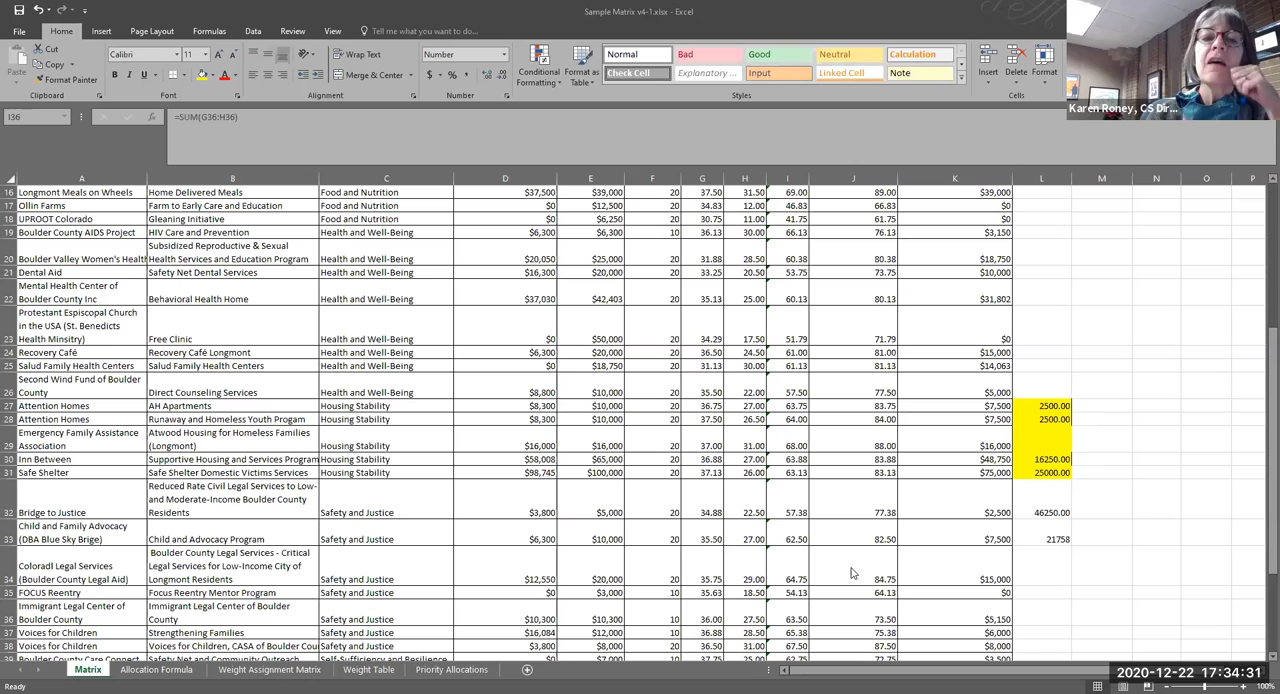 Sample Matrix v4-1.xlsx - Excel
File Home Insert Page Layout Formulas Data Review View Tell me what you want to do...
Cut
Copy
Format Painter
Paste
Clipboard
Calibri 11
B I U
Font
Wrap Text
Merge & Center
Alignment
Number
$ % ,
Number
Conditional Formatting
Format as Table
Normal Bad Good Neutral Calculation
Check Cell Explanatory ... Input Linked Cell Note
Styles
Insert Delete Format
Cells
Karen Roney, CS Dir...
I36 =SUM(G36:H36)
A B C D E F G H I J K L M N O P
16 Longmont Meals on Wheels Home Delivered Meals Food and Nutrition $37,500 $39,000 20 37.50 31.50 69.00 89.00 $39,000
17 Ollin Farms Farm to Early Care and Education Food and Nutrition $0 $12,500 20 34.83 12.00 46.83 66.83 $0
18 UPROOT Colorado Gleaning Initiative Food and Nutrition $0 $6,250 20 30.75 11.00 41.75 61.75 $0
19 Boulder County AIDS Project HIV Care and Prevention Health and Well-Being $6,300 $6,300 10 36.13 30.00 66.13 76.13 $3,150
Subsidized Reproductive & Sexual
20 Boulder Valley Women's Health Health Services and Education Program Health and Well-Being $20,050 $25,000 20 31.88 28.50 60.38 80.38 $18,750
21 Dental Aid Safety Net Dental Services Health and Well-Being $16,300 $20,000 20 33.25 20.50 53.75 73.75 $10,000
Mental Health Center of
22 Boulder County Inc Behavioral Health Home Health and Well-Being $37,030 $42,403 20 35.13 25.00 60.13 80.13 $31,802
Protestant Espiscopal Church
in the USA (St. Benedicts
23 Health Minsitry) Free Clinic Health and Well-Being $0 $50,000 20 34.29 17.50 51.79 71.79 $0
24 Recovery Café Recovery Café Longmont Health and Well-Being $6,300 $20,000 20 36.50 24.50 61.00 81.00 $15,000
25 Salud Family Health Centers Salud Family Health Centers Health and Well-Being $0 $18,750 20 31.13 30.00 61.13 81.13 $14,063
Second Wind Fund of Boulder
26 County Direct Counseling Services Health and Well-Being $8,800 $10,000 20 35.50 22.00 57.50 77.50 $5,000
27 Attention Homes AH Apartments Housing Stability $8,300 $10,000 20 36.75 27.00 63.75 83.75 $7,500 2500.00
28 Attention Homes Runaway and Homeless Youth Progam Housing Stability $8,300 $10,000 20 37.50 26.50 64.00 84.00 $7,500 2500.00
Emergency Family Assistance Atwood Housing for Homeless Families
29 Association (Longmont) Housing Stability $16,000 $16,000 20 37.00 31.00 68.00 88.00 $16,000
30 Inn Between Supportive Housing and Services Program Housing Stability $58,008 $65,000 20 36.88 27.00 63.88 83.88 $48,750 16250.00
31 Safe Shelter Safe Shelter Domestic Victims Services Housing Stability $98,745 $100,000 20 37.13 26.00 63.13 83.13 $75,000 25000.00
Reduced Rate Civil Legal Services to Low-
and Moderate-Income Boulder County
32 Bridge to Justice Residents Safety and Justice $3,800 $5,000 20 34.88 22.50 57.38 77.38 $2,500 46250.00
Child and Family Advocacy
33 (DBA Blue Sky Brige) Child and Advocacy Program Safety and Justice $6,300 $10,000 20 35.50 27.00 62.50 82.50 $7,500 21758
Boulder County Legal Services - Critical
Coloradl Legal Services Legal Services for Low-Income City of
34 (Boulder County Legal Aid) Longmont Residents Safety and Justice $12,550 $20,000 20 35.75 29.00 64.75 84.75 $15,000
35 FOCUS Reentry Focus Reentry Mentor Program Safety and Justice $0 $3,000 10 35.63 18.50 54.13 64.13 $0
Immigrant Legal Center of Immigrant Legal Center of Boulder
36 Boulder County County Safety and Justice $10,300 $10,300 10 36.00 27.50 63.50 73.50 $5,150
37 Voices for Children Strengthening Families Safety and Justice $16,084 $12,000 10 36.88 28.50 65.38 75.38 $6,000
38 Voices for Children Voices for Children, CASA of Boulder Cou Safety and Justice $3,800 $8,000 20 36.50 31.00 67.50 87.50 $8,000
39 Boulder County Care Connect Safety Net and Community Outreach Self-Sufficiency and Resilience $0 $7,000 10 37.75 25.00 62.75 72.75 $3,500
Matrix Allocation Formula Weight Assignment Matrix Weight Table Priority Allocations
2020-12-22 17:34:31
Ready
100%